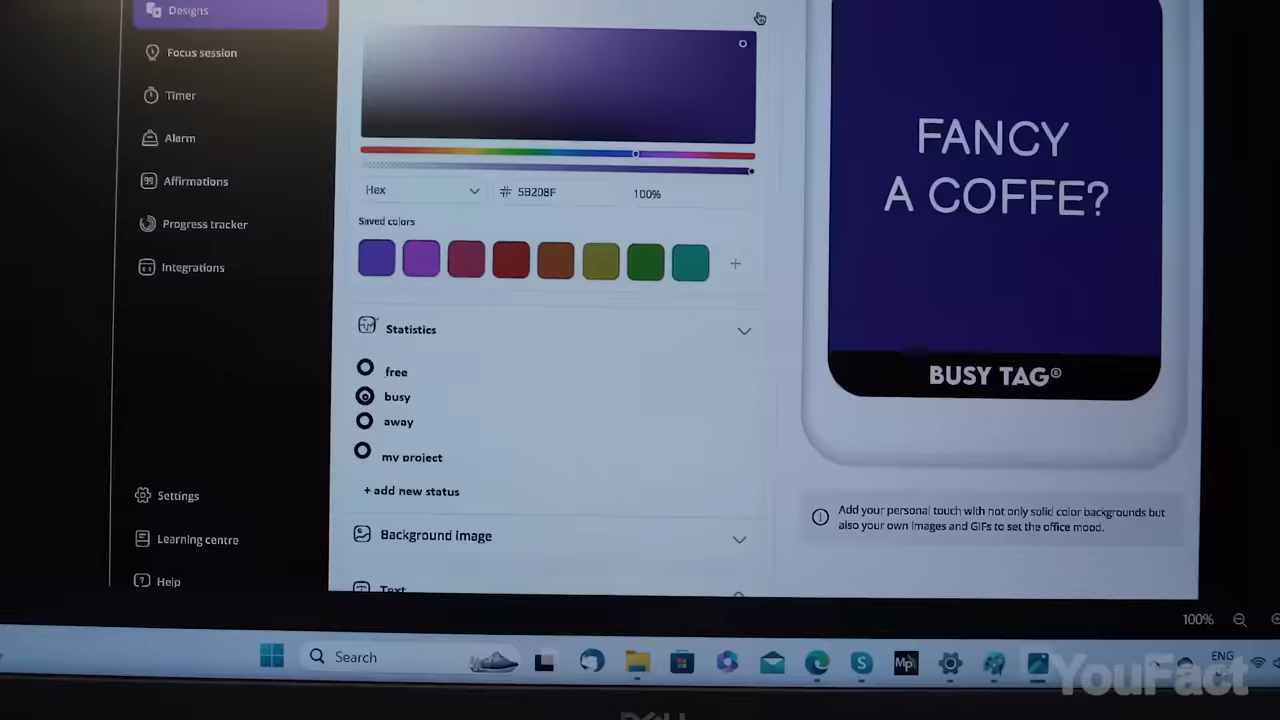 Designs
Focus session
Timer
Alarm
Affirmations
Progress tracker
Integrations
Settings
Learning centre
Help
Hex
# 5B208F
100%
Saved colors
+
Statistics
free
busy
away
my project
+ add new status
Background image
Text
FANCY
A COFFE?
BUSY TAG®
Add your personal touch with not only solid color backgrounds but
also your own images and GIFs to set the office mood.
100%
Search
Mp
S
ENG
YouFact
DELL